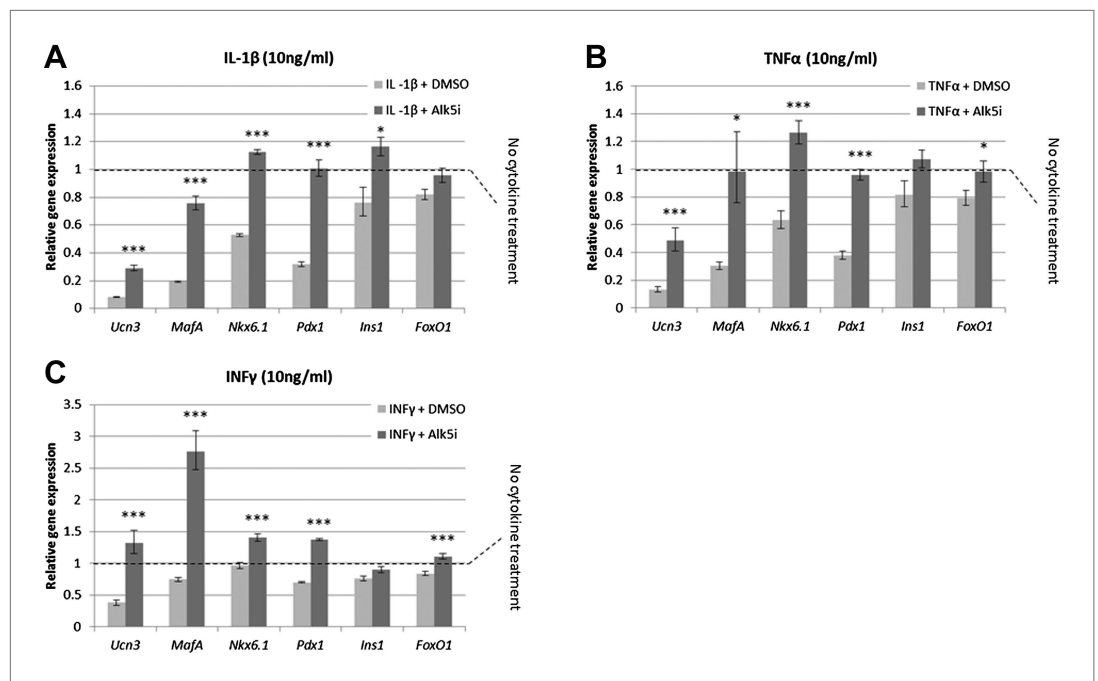 A
IL-1β (10ng/ml)
IL -1β + DMSO
IL -1β + Alk5i
Relative gene expression
1.6
1.4
1.2
1
0.8
0.6
0.4
0.2
0
***
***
***
***
*
Ucn3 MafA Nkx6.1 Pdx1 Ins1 FoxO1
No cytokine treatment
B
TNFα (10ng/ml)
TNFα + DMSO
TNFα + Alk5i
Relative gene expression
1.6
1.4
1.2
1
0.8
0.6
0.4
0.2
0
***
*
***
***
*
Ucn3 MafA Nkx6.1 Pdx1 Ins1 FoxO1
No cytokine treatment
C
INFγ (10ng/ml)
INFγ + DMSO
INFγ + Alk5i
Relative gene expression
3.5
3
2.5
2
1.5
1
0.5
0
***
***
***
***
***
Ucn3 MafA Nkx6.1 Pdx1 Ins1 FoxO1
No cytokine treatment